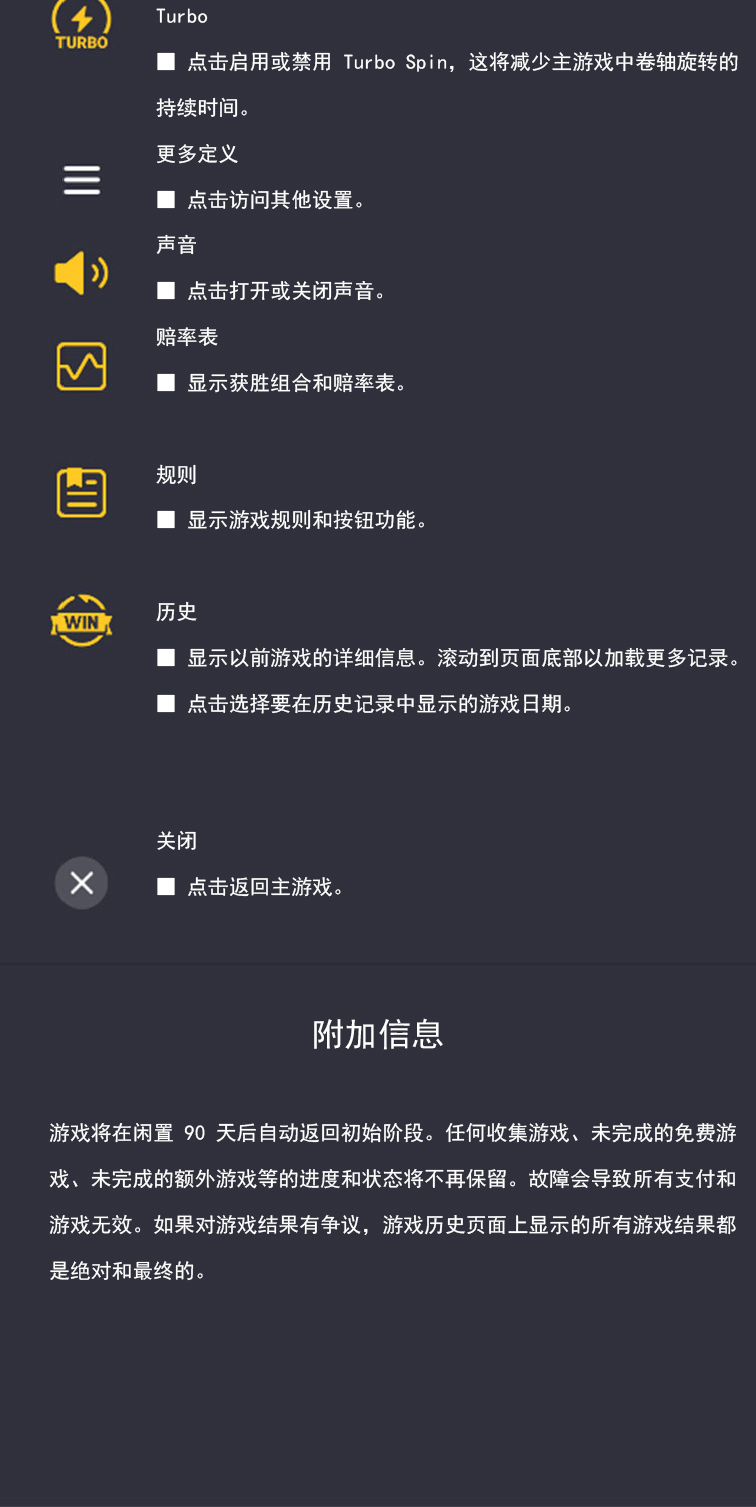 TURBO
Turbo
■ 点击启用或禁用 Turbo Spin，这将减少主游戏中卷轴旋转的
持续时间。
更多定义
■ 点击访问其他设置。
声音
■ 点击打开或关闭声音。
赔率表
■ 显示获胜组合和赔率表。
规则
■ 显示游戏规则和按钮功能。
WIN
历史
■ 显示以前游戏的详细信息。滚动到页面底部以加载更多记录。
■ 点击选择要在历史记录中显示的游戏日期。
关闭
■ 点击返回主游戏。
附加信息
游戏将在闲置 90 天后自动返回初始阶段。任何收集游戏、未完成的免费游
戏、未完成的额外游戏等的进度和状态将不再保留。故障会导致所有支付和
游戏无效。如果对游戏结果有争议，游戏历史页面上显示的所有游戏结果都
是绝对和最终的。